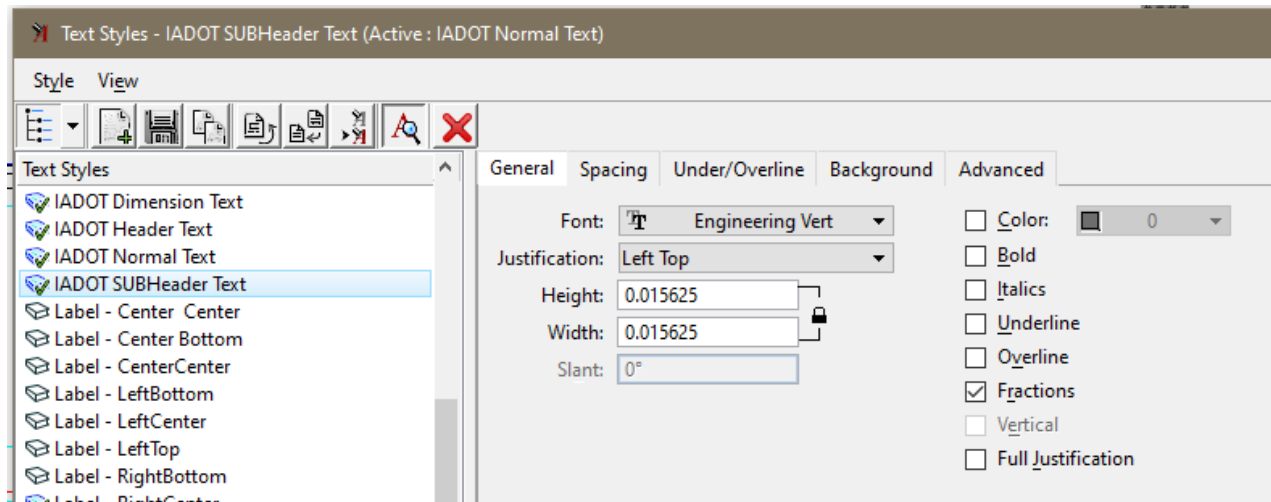 Text Styles - IADOT SUBHeader Text (Active : IADOT Normal Text)
Style View
Text Styles
IADOT Dimension Text
IADOT Header Text
IADOT Normal Text
IADOT SUBHeader Text
Label - Center  Center
Label - Center Bottom
Label - CenterCenter
Label - LeftBottom
Label - LeftCenter
Label - LeftTop
Label - RightBottom
Label - RightCenter
General Spacing Under/Overline Background Advanced
Font: Engineering Vert
Justification: Left Top
Height: 0.015625
Width: 0.015625
Slant: 0°
Color: 0
Bold
Italics
Underline
Overline
Fractions
Vertical
Full Justification